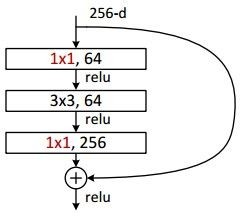 256-d
1x1, 64
relu
3x3, 64
relu
1x1, 256
+
relu